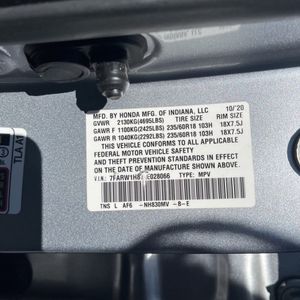 MFD. BY HONDA MFG. OF INDIANA, LLC 10/'20
GVWR 2130KG(4695LBS) TIRE SIZE RIM SIZE
GAWR F 1100KG(2425LBS) 235/60R18 103H 18X7.5J
GAWR R 1040KG(2292LBS) 235/60R18 103H 18X7.5J
THIS VEHICLE CONFORMS TO ALL APPLICABLE
FEDERAL MOTOR VEHICLE SAFETY
AND THEFT PREVENTION STANDARDS IN EFFECT ON
THE DATE OF MANUFACTURE SHOWN ABOVE.
V.I.N: TYPE: MPV
TNS L AF6 -NH830MV -B-E
TLA A